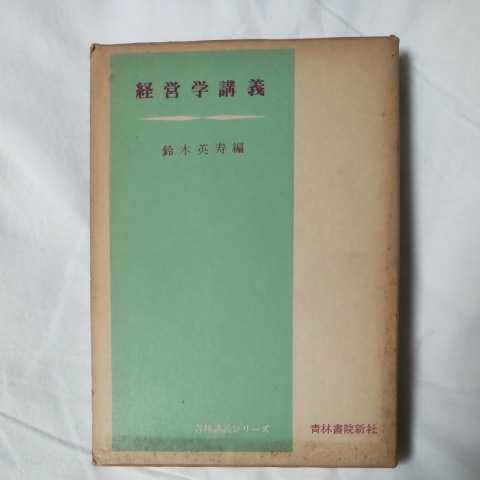 経営学講義
鈴木英寿編
青林講義シリーズ
青林書院新社